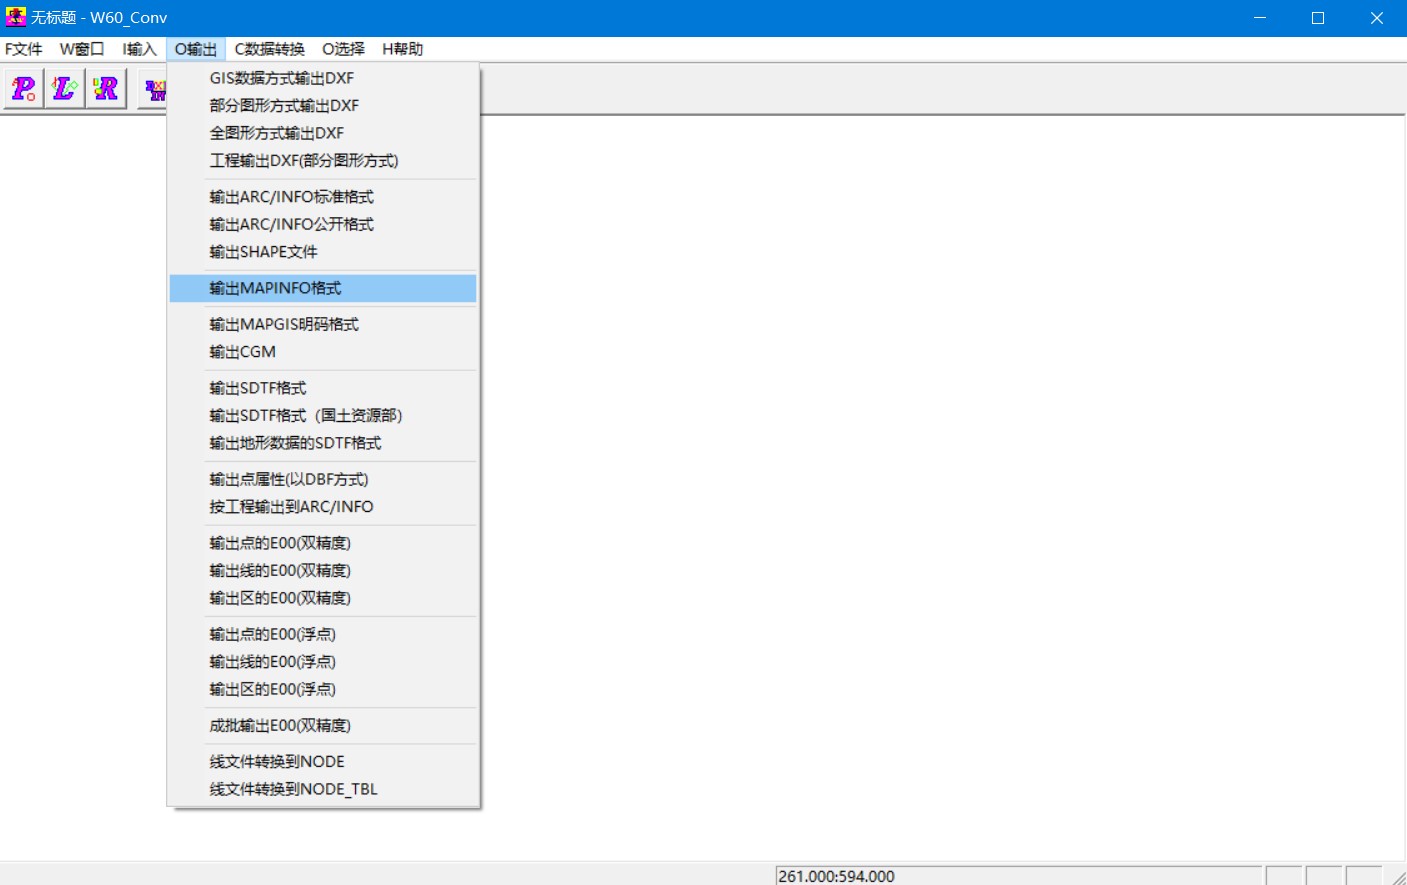 无标题 - W60_Conv
F文件 W窗口 I输入 O输出 C数据转换 O选择 H帮助
P L R
GIS数据方式输出DXF
部分图形方式输出DXF
全图形方式输出DXF
工程输出DXF(部分图形方式)
输出ARC/INFO标准格式
输出ARC/INFO公开格式
输出SHAPE文件
输出MAPINFO格式
输出MAPGIS明码格式
输出CGM
输出SDTF格式
输出SDTF格式（国土资源部）
输出地形数据的SDTF格式
输出点属性(以DBF方式)
按工程输出到ARC/INFO
输出点的E00(双精度)
输出线的E00(双精度)
输出区的E00(双精度)
输出点的E00(浮点)
输出线的E00(浮点)
输出区的E00(浮点)
成批输出E00(双精度)
线文件转换到NODE
线文件转换到NODE_TBL
261.000:594.000